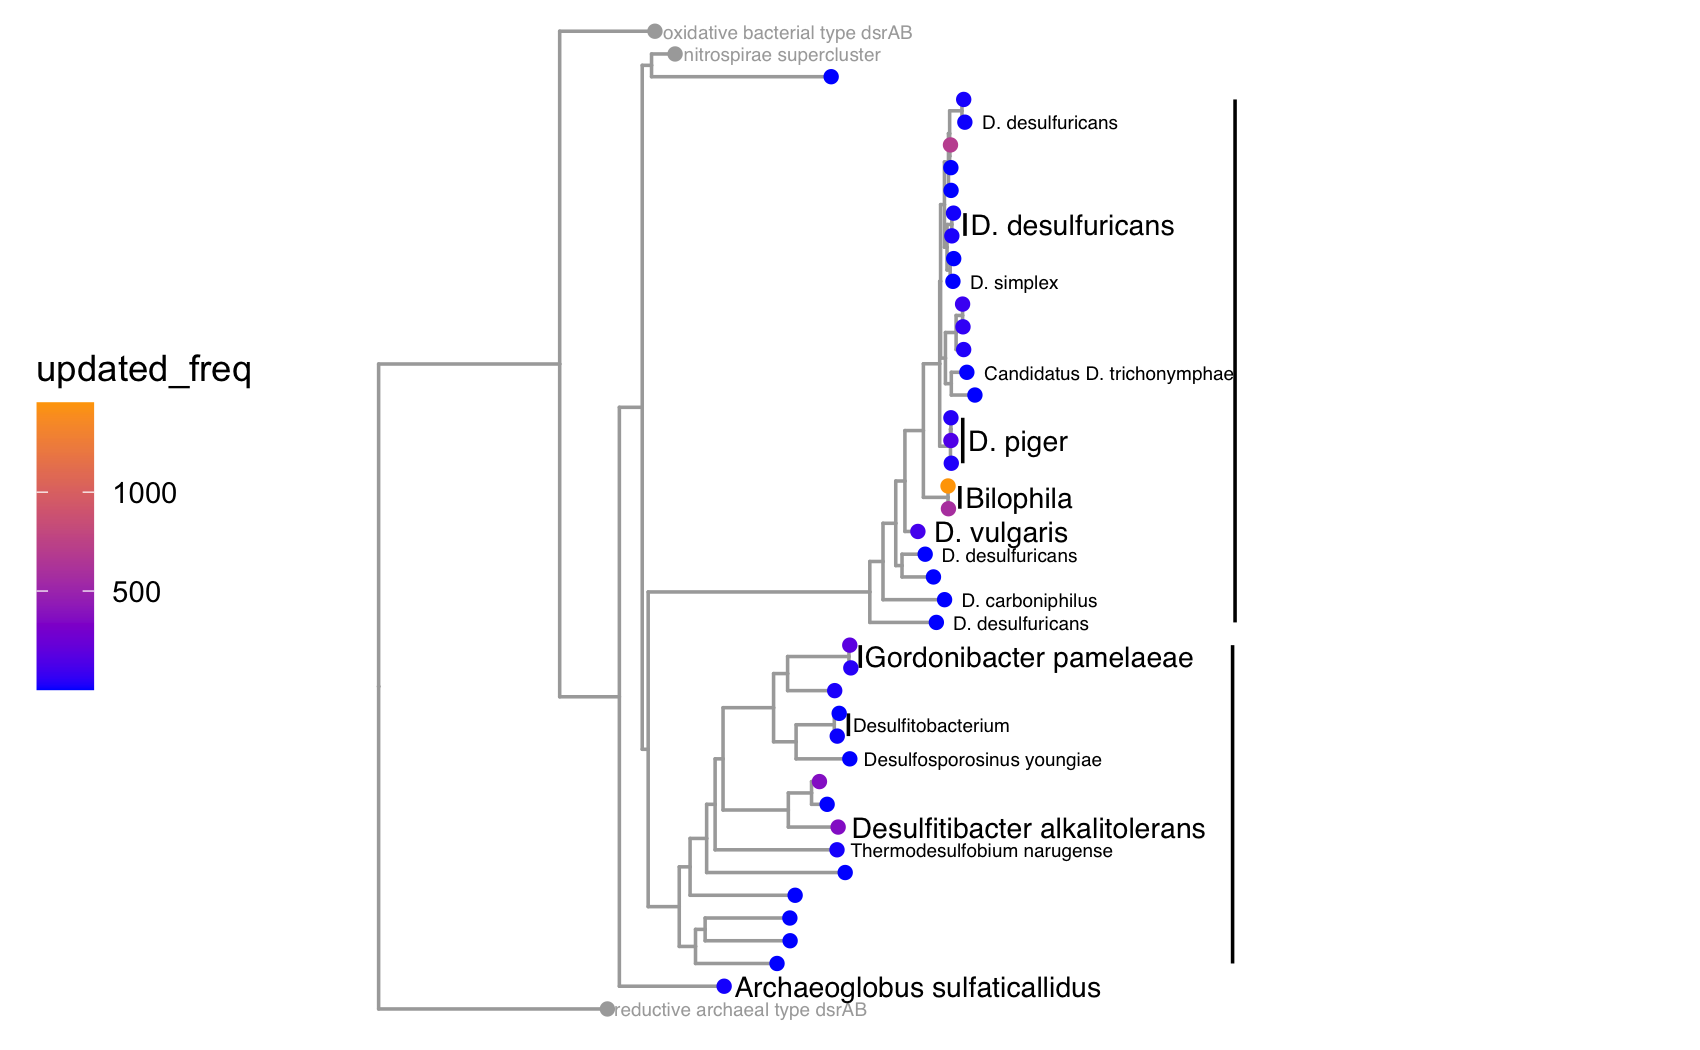 oxidative bacterial type dsrAB
nitrospirae supercluster
D. desulfuricans
D. desulfuricans
D. simplex
updated_freq
Candidatus D. trichonymphae
D. piger
1000
Bilophila
D. vulgaris
D. desulfuricans
500
D. carboniphilus
D. desulfuricans
Gordonibacter pamelaeae
Desulfitobacterium
Desulfosporosinus youngiae
Desulfitibacter alkalitolerans
Thermodesulfobium narugense
Archaeoglobus sulfaticallidus
reductive archaeal type dsrAB